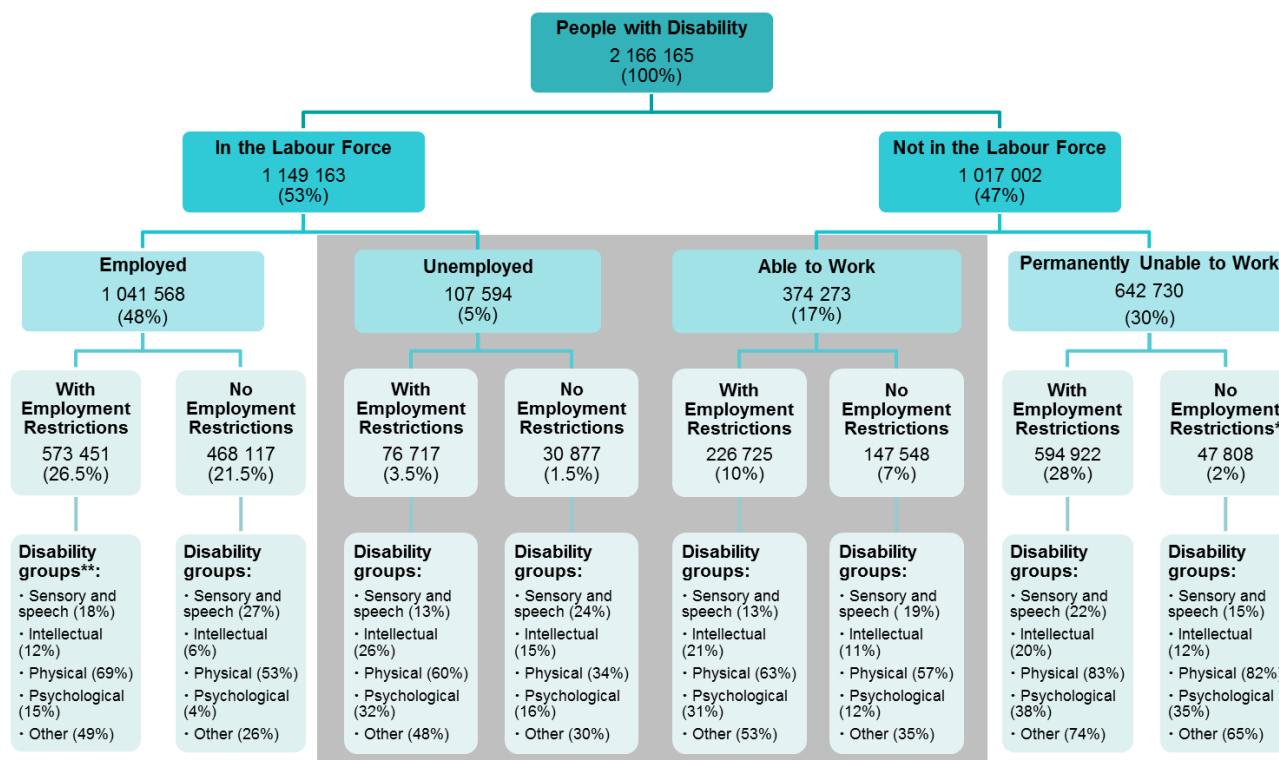 People with Disability
2 166 165
(100%)
In the Labour Force
1 149 163
(53%)
Not in the Labour Force
1 017 002
(47%)
Employed
1 041 568
(48%)
Unemployed
107 594
(5%)
Able to Work
374 273
(17%)
Permanently Unable to Work
642 730
(30%)
With
Employment
Restrictions
573 451
(26.5%)
No
Employment
Restrictions
468 117
(21.5%)
With
Employment
Restrictions
76 717
(3.5%)
No
Employment
Restrictions
30 877
(1.5%)
With
Employment
Restrictions
226 725
(10%)
No
Employment
Restrictions
147 548
(7%)
With
Employment
Restrictions
594 922
(28%)
No
Employment
Restrictions*
47 808
(2%)
Disability
groups**:
· Sensory and
speech (18%)
· Intellectual
(12%)
· Physical (69%)
· Psychological
(15%)
· Other (49%)
Disability
groups:
· Sensory and
speech (27%)
· Intellectual
(6%)
· Physical (53%)
· Psychological
(4%)
· Other (26%)
Disability
groups:
· Sensory and
speech (13%)
· Intellectual
(26%)
· Physical (60%)
· Psychological
(32%)
· Other (48%)
Disability
groups:
· Sensory and
speech (24%)
· Intellectual
(15%)
· Physical (34%)
· Psychological
(16%)
· Other (30%)
Disability
groups:
· Sensory and
speech (13%)
· Intellectual
(21%)
· Physical (63%)
· Psychological
(31%)
· Other (53%)
Disability
groups:
· Sensory and
speech ( 19%)
· Intellectual
(11%)
· Physical (57%)
· Psychological
(12%)
· Other (35%)
Disability
groups:
· Sensory and
speech (22%)
· Intellectual
(20%)
· Physical (83%)
· Psychological
(38%)
· Other (74%)
Disability
groups:
· Sensory and
speech (15%)
· Intellectual
(12%)
· Physical (82%)
· Psychological
(35%)
· Other (65%)